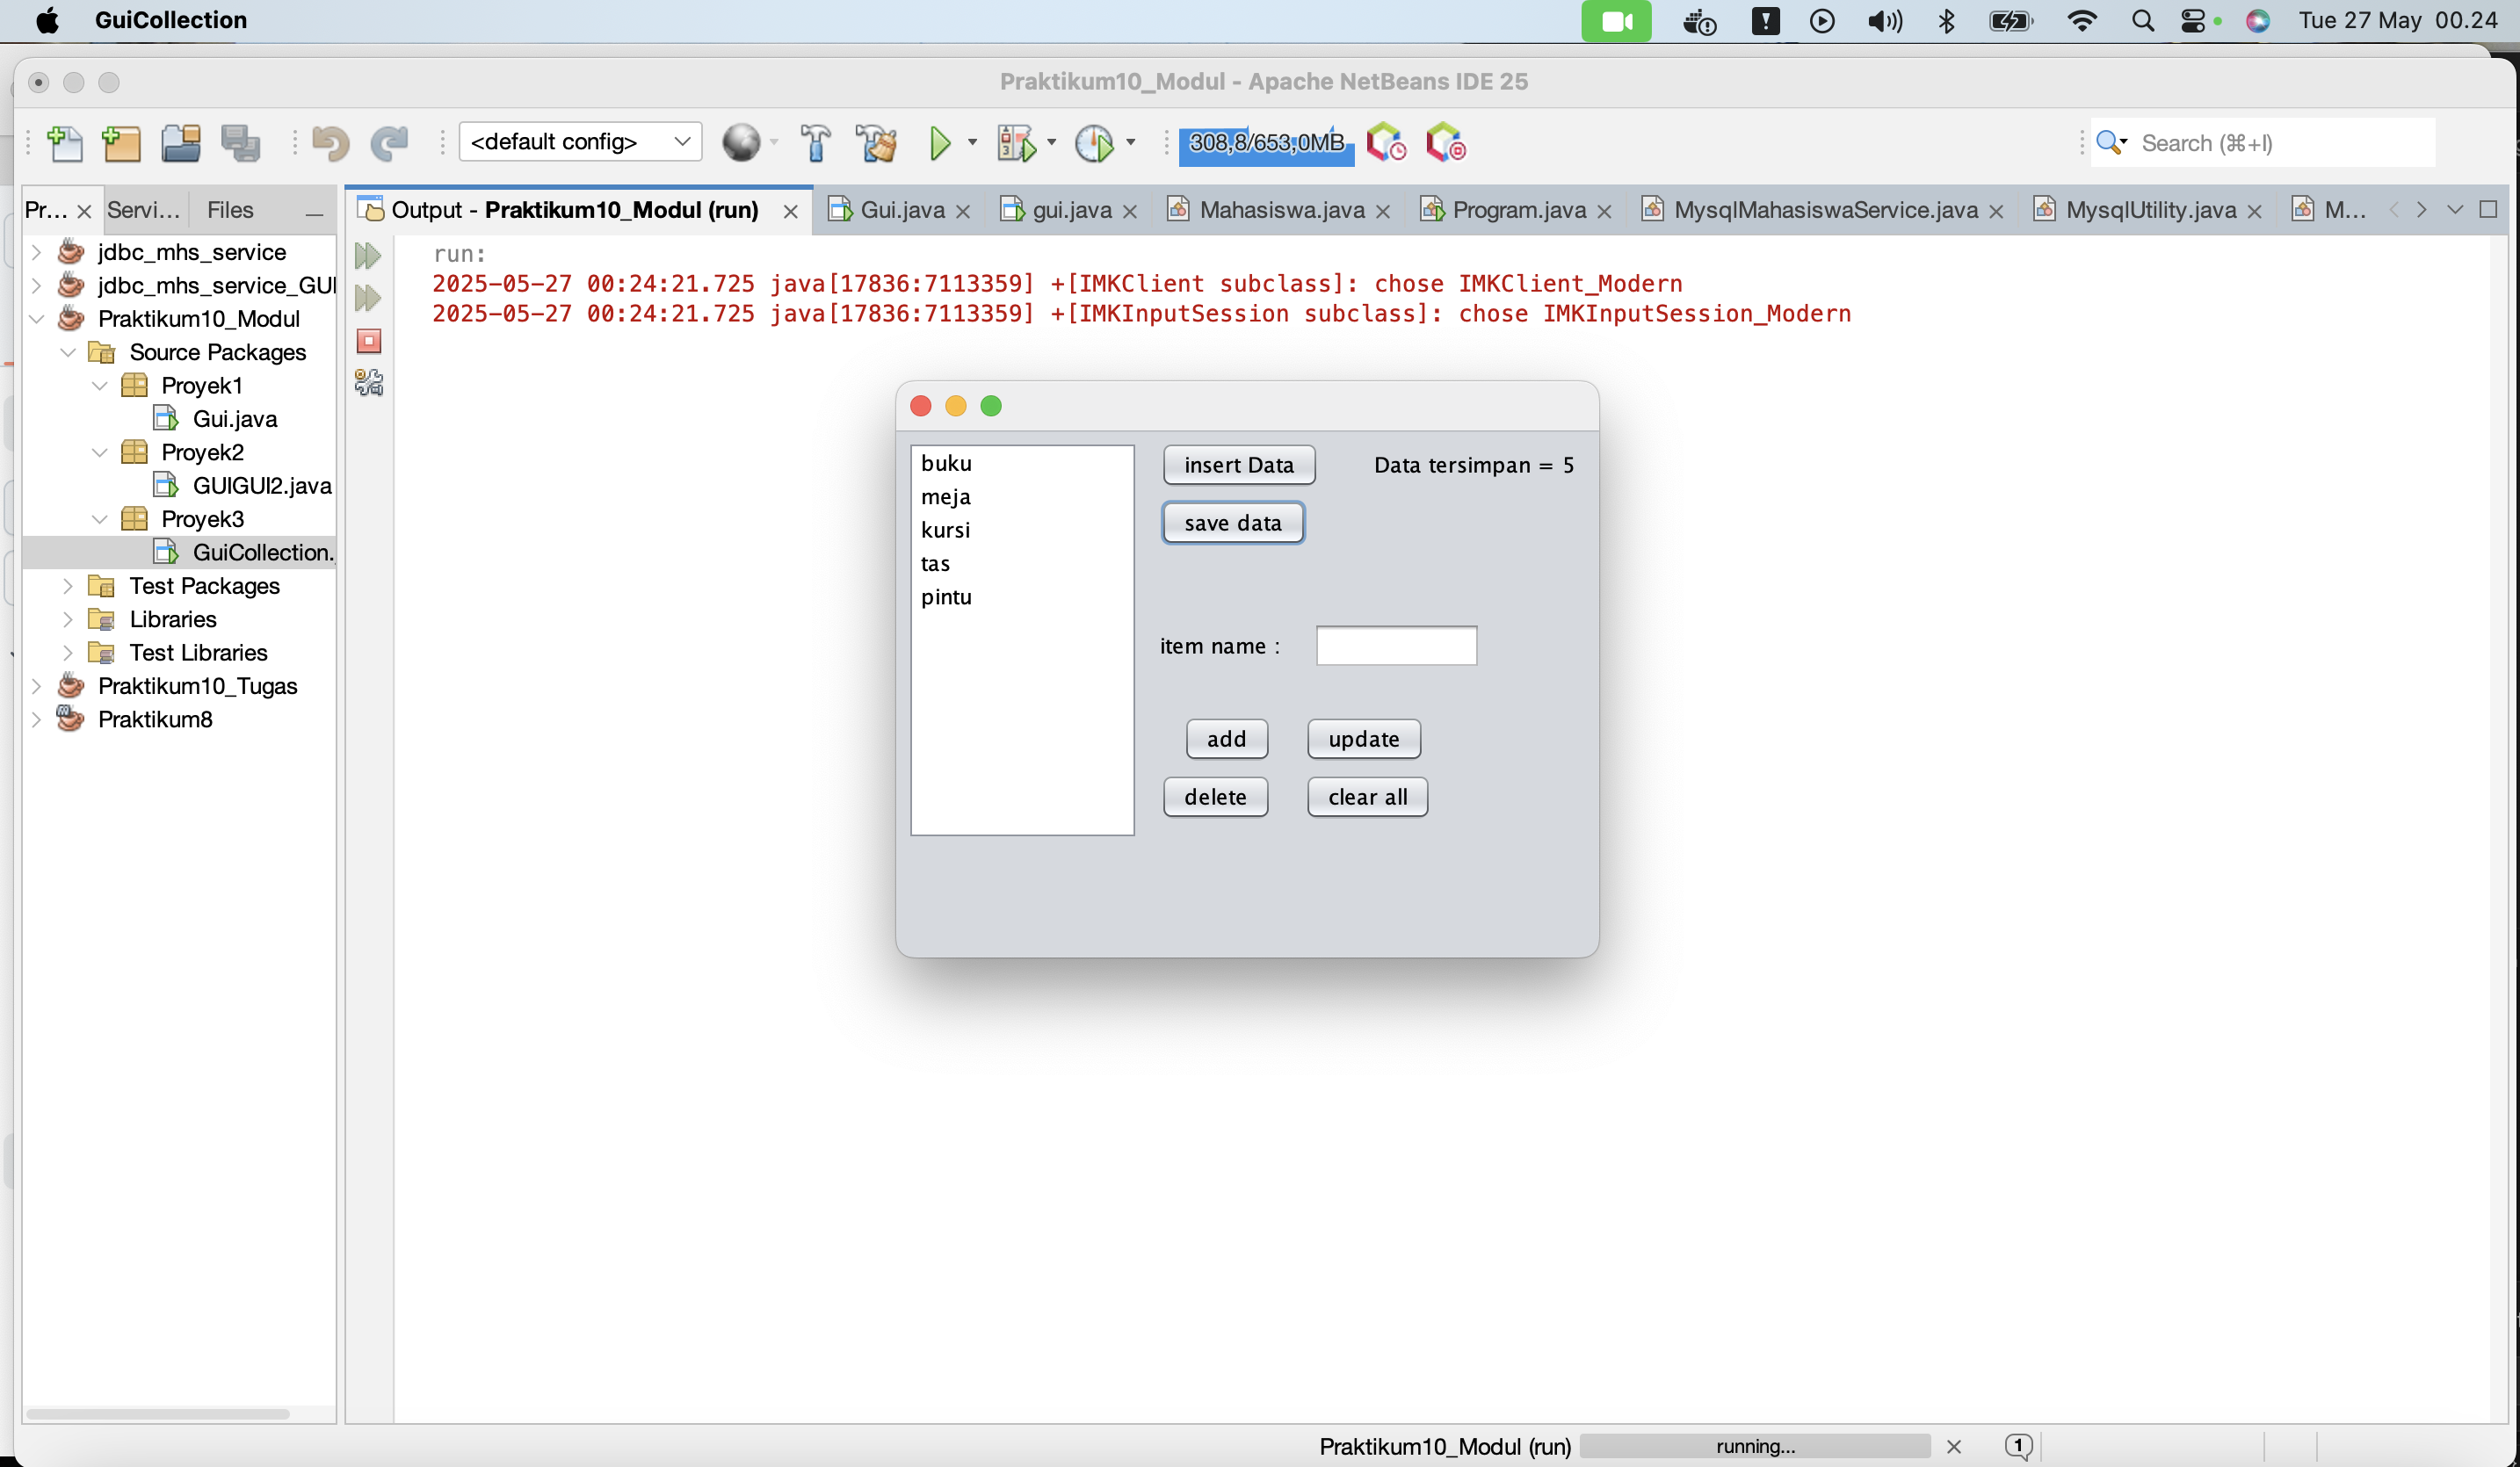 GuiCollection
Tue 27 May 00.24
Praktikum10_Modul - Apache NetBeans IDE 25
<default config>
308,8/653,0MB
Search (⌘+I)
Pr...
Servi...
Files
Output - Praktikum10_Modul (run)
Gui.java
gui.java
Mahasiswa.java
Program.java
MysqlMahasiswaService.java
MysqlUtility.java
M...
jdbc_mhs_service
jdbc_mhs_service_GUI
Praktikum10_Modul
Source Packages
Proyek1
Gui.java
Proyek2
GUIGUI2.java
Proyek3
GuiCollection.
Test Packages
Libraries
Test Libraries
Praktikum10_Tugas
Praktikum8
run:
2025-05-27 00:24:21.725 java[17836:7113359] +[IMKClient subclass]: chose IMKClient_Modern
2025-05-27 00:24:21.725 java[17836:7113359] +[IMKInputSession subclass]: chose IMKInputSession_Modern
buku
meja
kursi
tas
pintu
insert Data
Data tersimpan = 5
save data
item name :
add
update
delete
clear all
Praktikum10_Modul (run)
running...
1